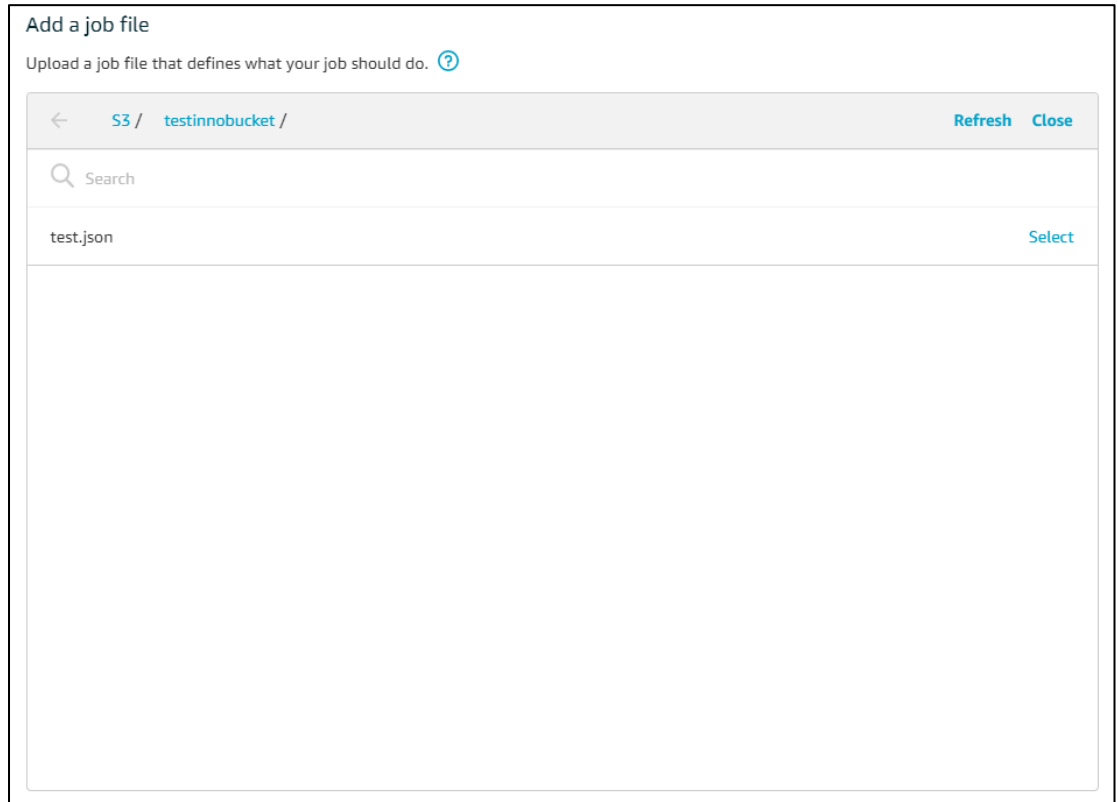 Add a job file
Upload a job file that defines what your job should do. ?
S3 / testinnobucket / Refresh Close
Search
test.json Select